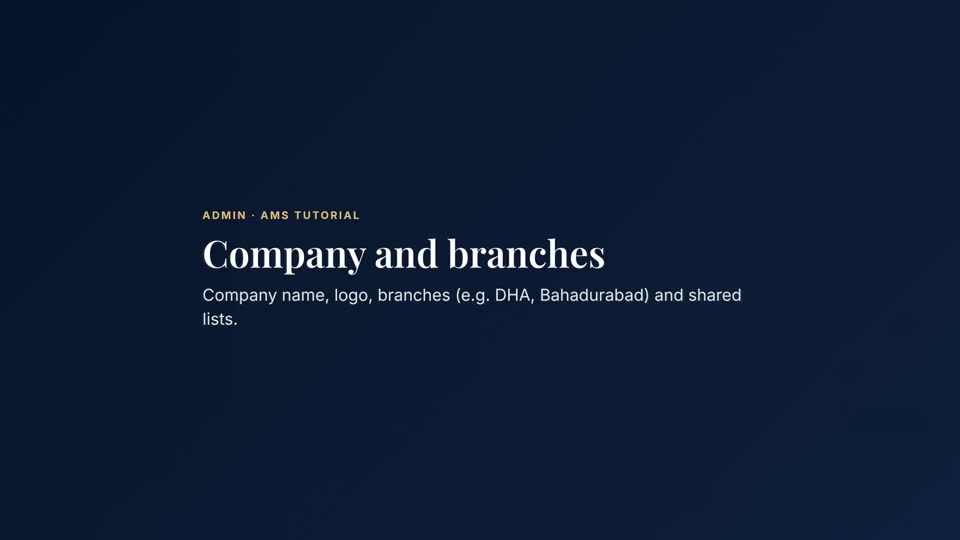 ADMIN · AMS TUTORIAL
Company and branches
Company name, logo, branches (e.g. DHA, Bahadurabad) and shared
lists.